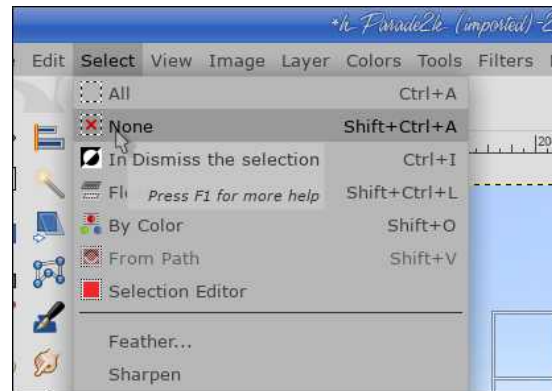 *h-Parade2k-(imported)-2
Edit Select View Image Layer Colors Tools Filters
All Ctrl+A
None Shift+Ctrl+A
In Dismiss the selection Ctrl+I
Press F1 for more help Shift+Ctrl+L
By Color Shift+O
From Path Shift+V
Selection Editor
Feather...
Sharpen